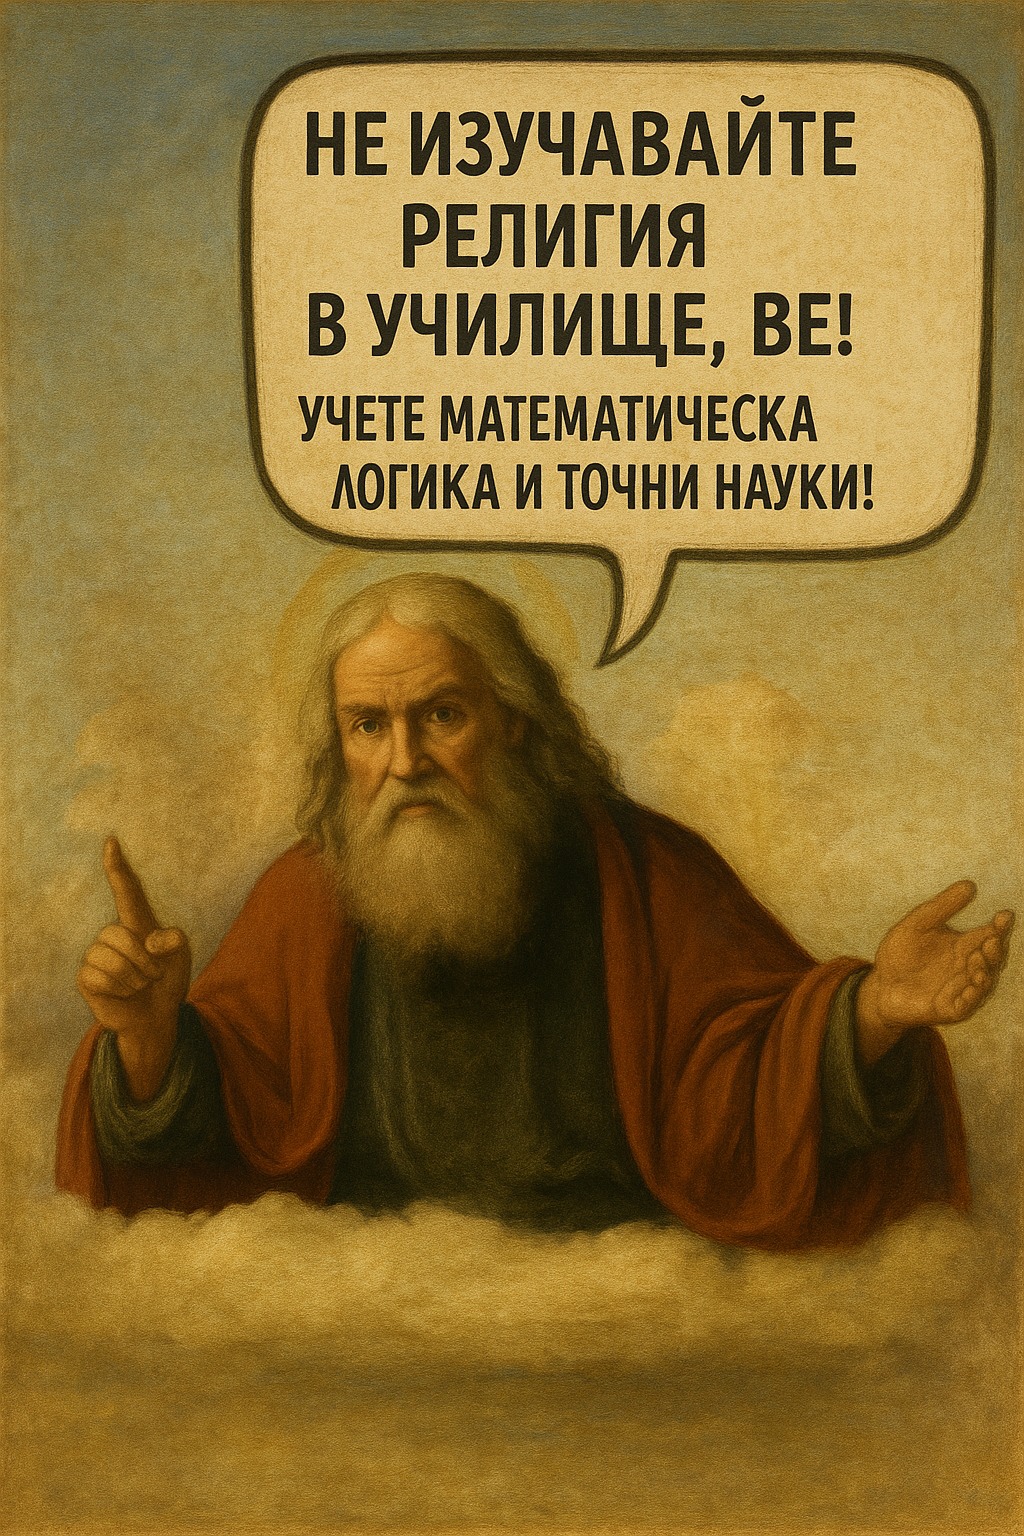 НЕ ИЗУЧАВАЙТЕ
РЕЛИГИЯ
В УЧИЛИЩЕ, ВЕ!
УЧЕТЕ МАТЕМАТИЧЕСКА
ЛОГИКА И ТОЧНИ НАУКИ!